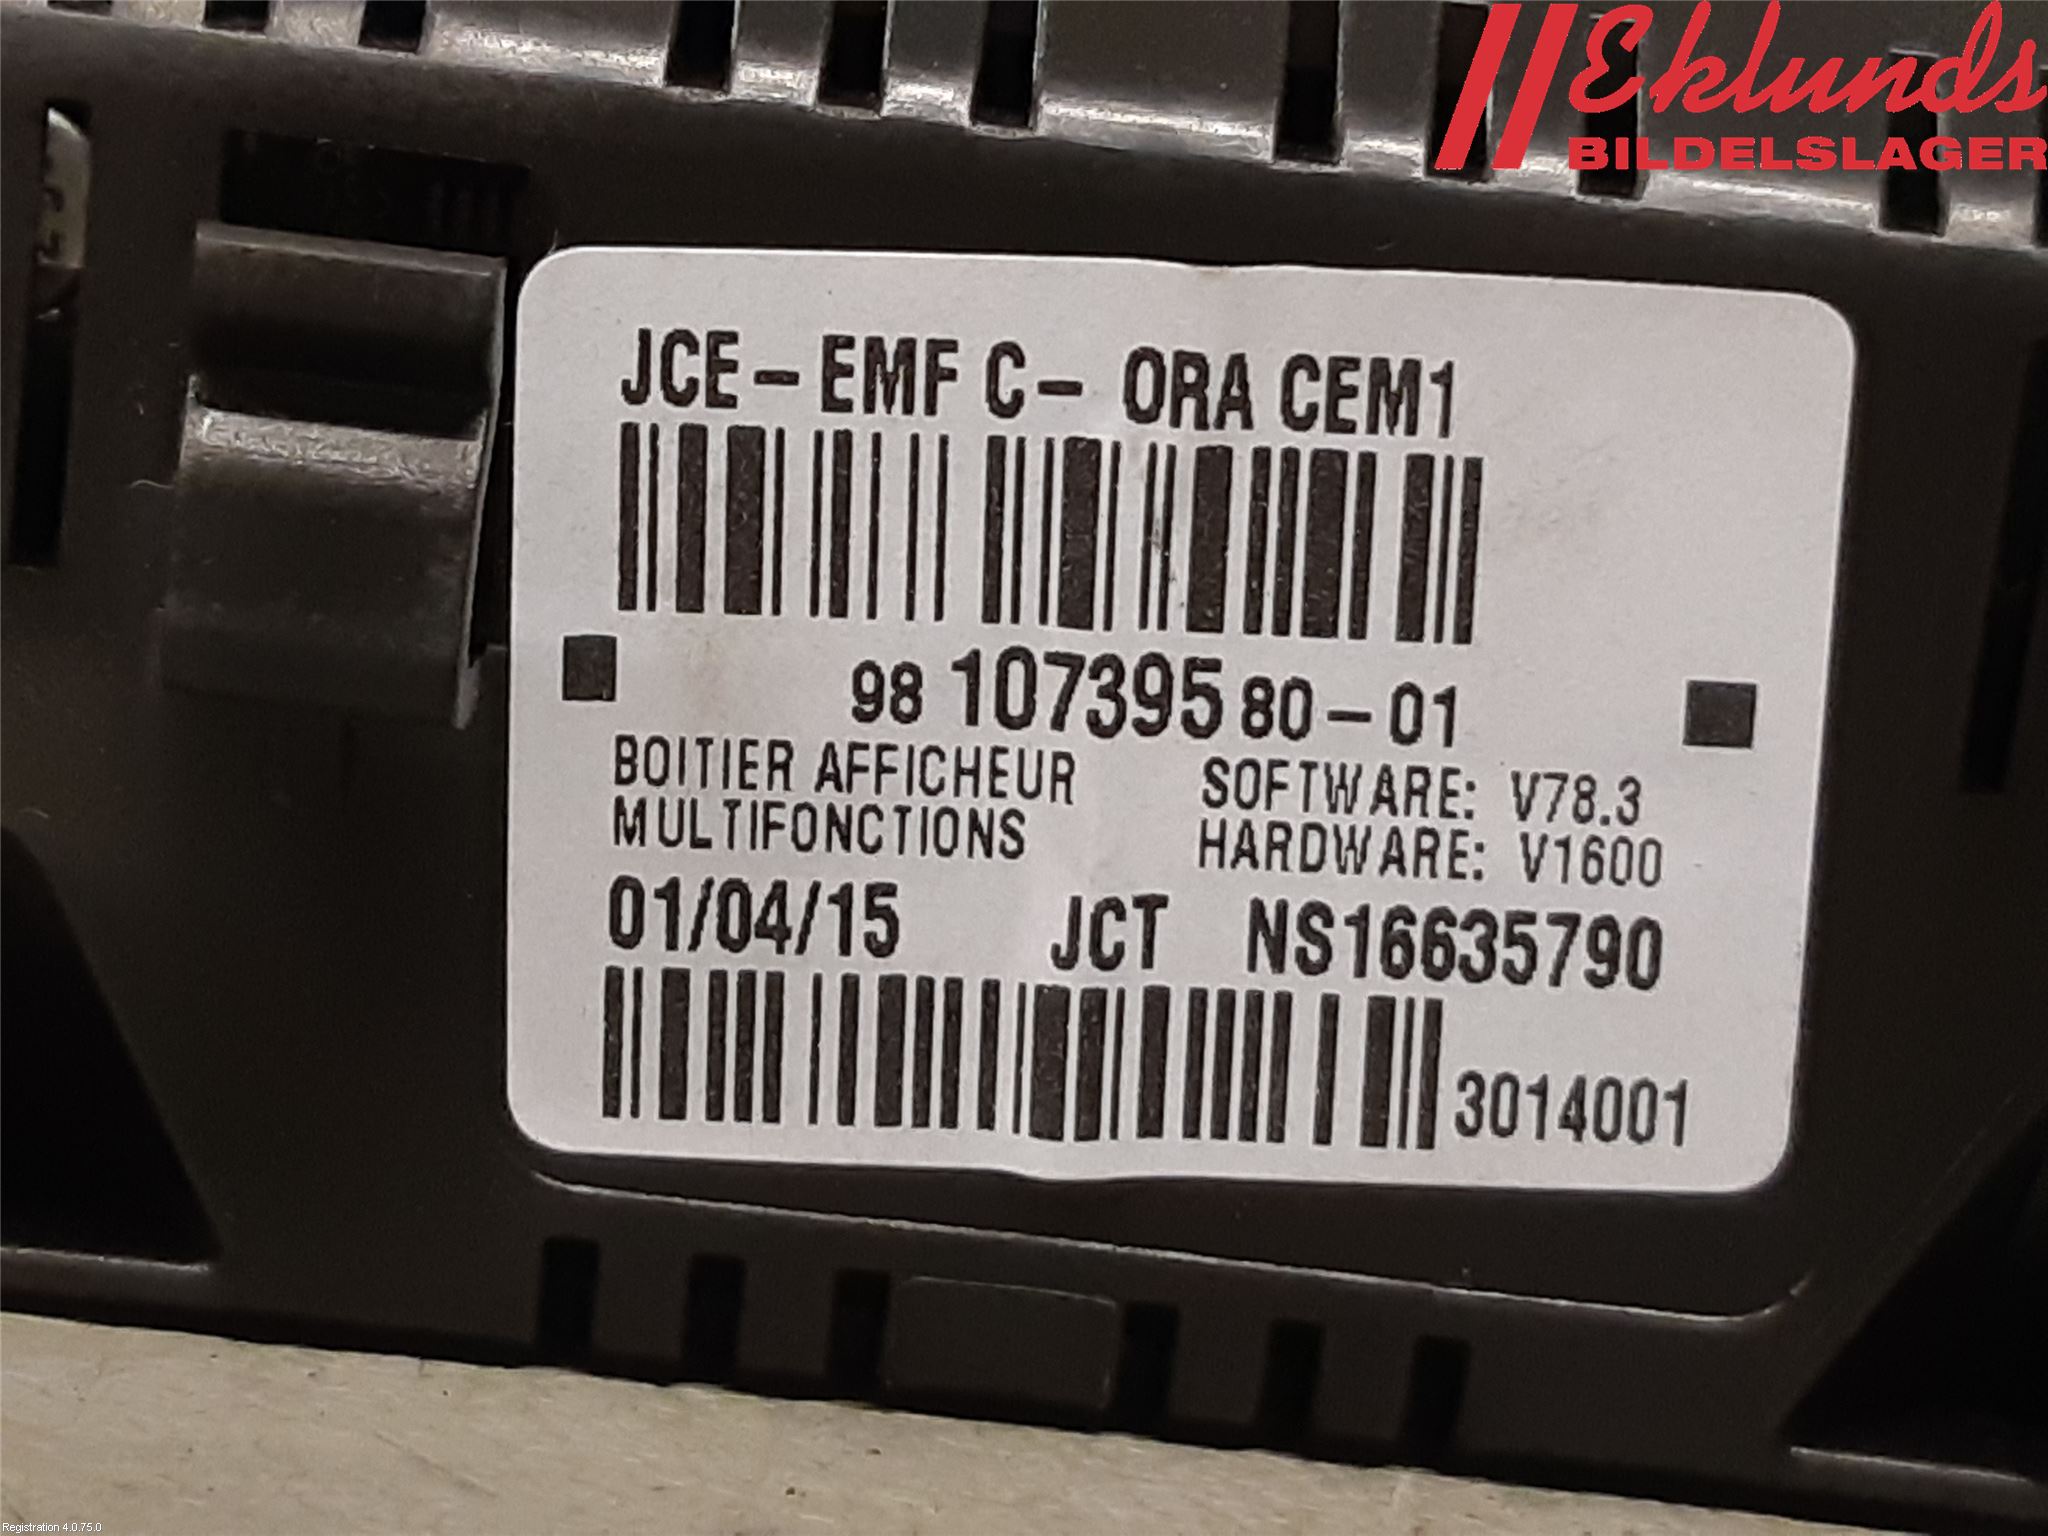 Eklunds
BILDELSLAGER
JCE-EMF C- ORA CEM1
98 107395 80-01
BOITIER AFFICHEUR
MULTIFONCTIONS
SOFTWARE: V78.3
HARDWARE: V1600
01/04/15 JCT NS16635790
3014001
Registration 4.0.75.0